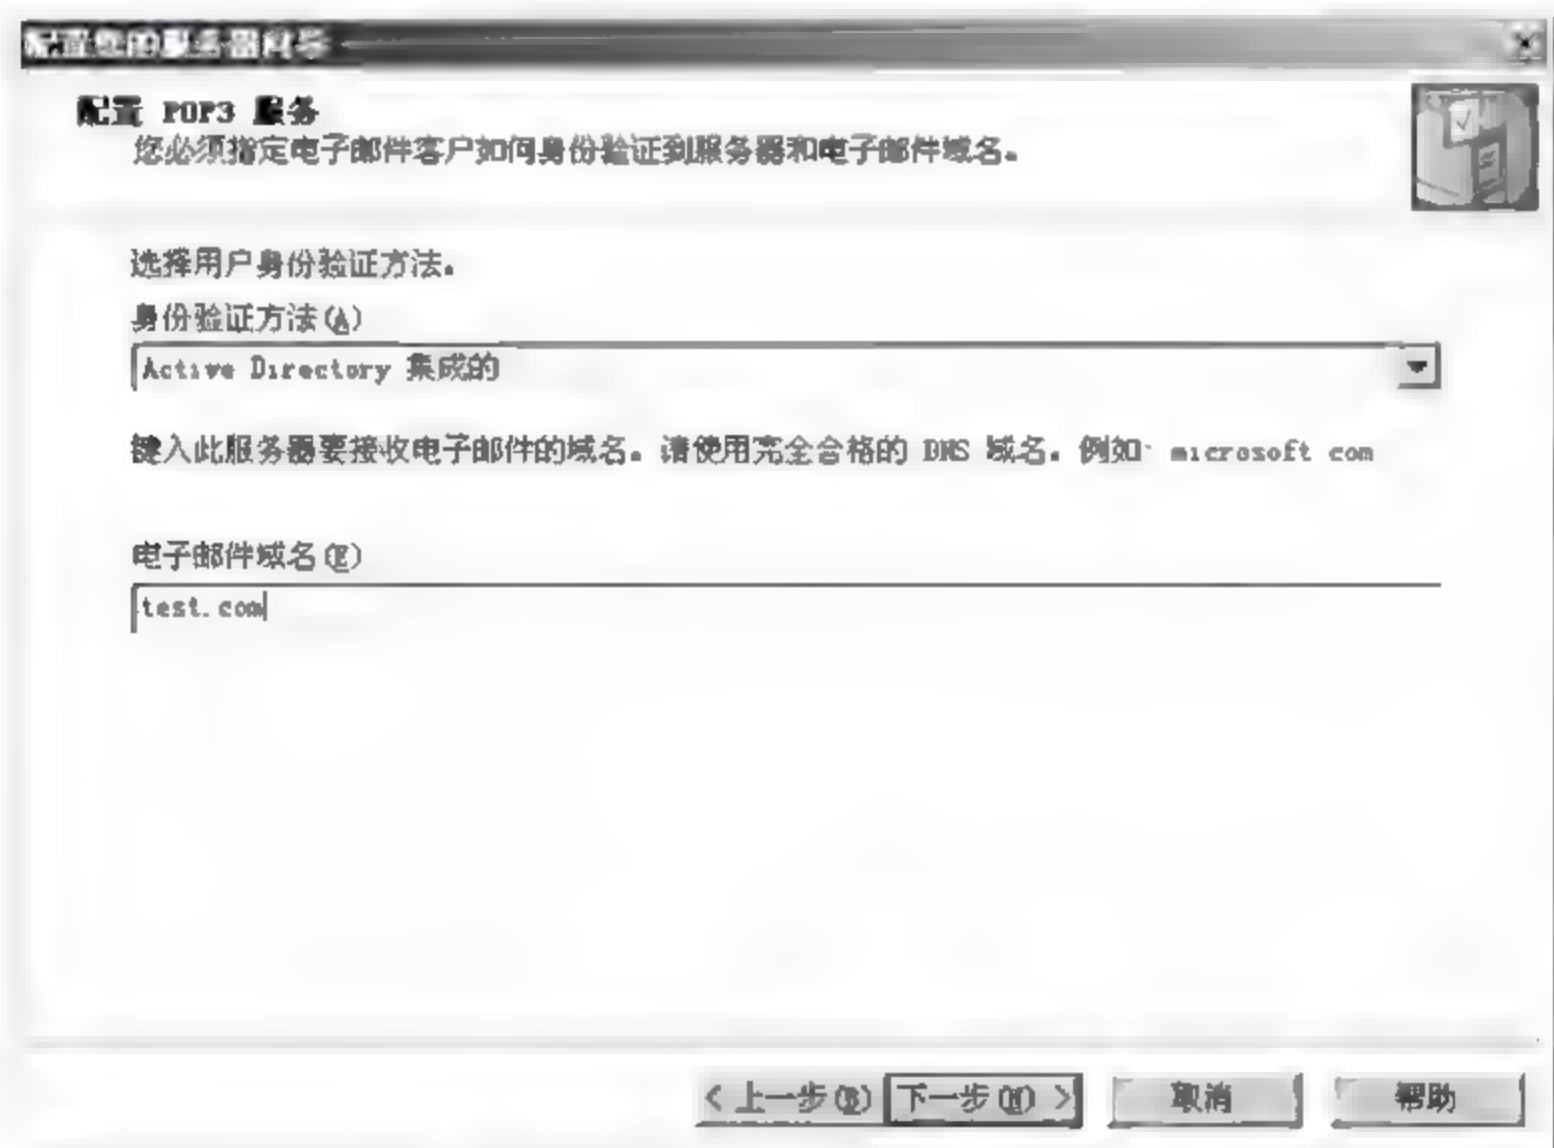 配置您的服务器向导
配置 POP3 服务
您必须指定电子邮件客户如何身份验证到服务器和电子邮件域名。
选择用户身份验证方法。
身份验证方法(A)
Active Directory 集成的
键入此服务器要接收电子邮件的域名。请使用完全合格的 DNS 域名。例如: microsoft com
电子邮件域名(E)
test.com
< 上一步(B) 下一步(N) > 取消 帮助